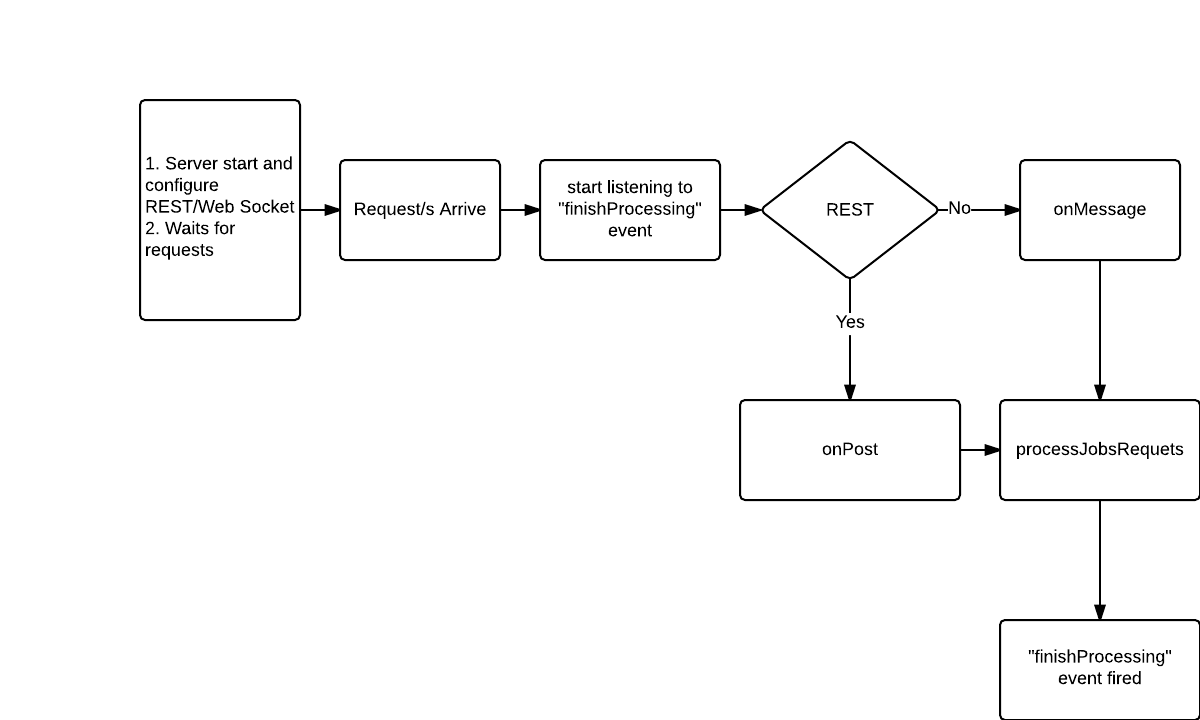 1. Server start and
configure
REST/Web Socket
2. Waits for
requests
Request/s Arrive
start listening to
"finishProcessing"
event
REST
No
onMessage
Yes
onPost
processJobsRequets
"finishProcessing"
event fired